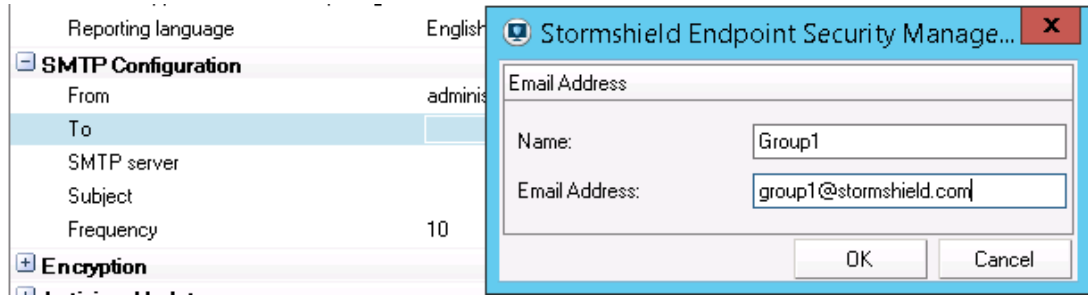 Reporting language English
SMTP Configuration
From adminis
To
SMTP server
Subject
Frequency 10
Encryption
Stormshield Endpoint Security Manage...
Email Address
Name: Group1
Email Address: group1@stormshield.com
OK Cancel